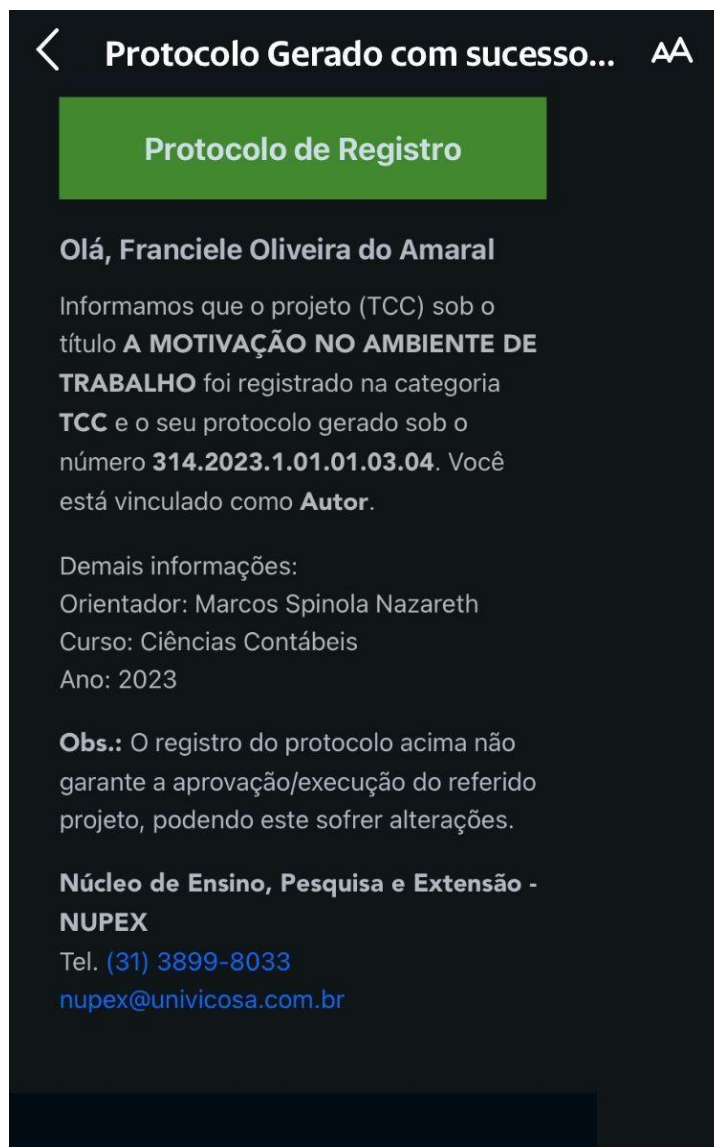 Protocolo Gerado com sucesso... AA
Protocolo de Registro
Olá, Franciele Oliveira do Amaral
Informamos que o projeto (TCC) sob o
título A MOTIVAÇÃO NO AMBIENTE DE
TRABALHO foi registrado na categoria
TCC e o seu protocolo gerado sob o
número 314.2023.1.01.01.03.04. Você
está vinculado como Autor.
Demais informações:
Orientador: Marcos Spinola Nazareth
Curso: Ciências Contábeis
Ano: 2023
Obs.: O registro do protocolo acima não
garante a aprovação/execução do referido
projeto, podendo este sofrer alterações.
Núcleo de Ensino, Pesquisa e Extensão -
NUPEX
Tel. (31) 3899-8033
nupex@univicosa.com.br